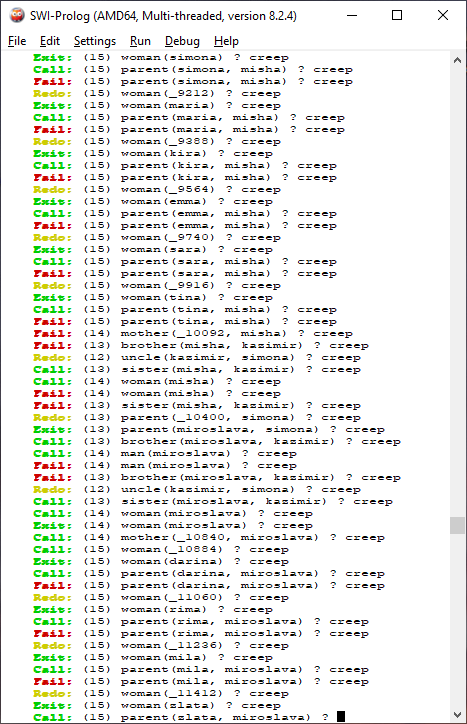 SWI-Prolog (AMD64, Multi-threaded, version 8.2.4)
File Edit Settings Run Debug Help
Exit: (15) woman(simona) ? creep
Call: (15) parent(simona, misha) ? creep
Fail: (15) parent(simona, misha) ? creep
Redo: (15) woman(_9212) ? creep
Exit: (15) woman(maria) ? creep
Call: (15) parent(maria, misha) ? creep
Fail: (15) parent(maria, misha) ? creep
Redo: (15) woman(_9388) ? creep
Exit: (15) woman(kira) ? creep
Call: (15) parent(kira, misha) ? creep
Fail: (15) parent(kira, misha) ? creep
Redo: (15) woman(_9564) ? creep
Exit: (15) woman(emma) ? creep
Call: (15) parent(emma, misha) ? creep
Fail: (15) parent(emma, misha) ? creep
Redo: (15) woman(_9740) ? creep
Exit: (15) woman(sara) ? creep
Call: (15) parent(sara, misha) ? creep
Fail: (15) parent(sara, misha) ? creep
Redo: (15) woman(_9916) ? creep
Exit: (15) woman(tina) ? creep
Call: (15) parent(tina, misha) ? creep
Fail: (15) parent(tina, misha) ? creep
Fail: (14) mother(_10092, misha) ? creep
Fail: (13) brother(misha, kazimir) ? creep
Redo: (12) uncle(kazimir, simona) ? creep
Call: (13) sister(misha, kazimir) ? creep
Call: (14) woman(misha) ? creep
Fail: (14) woman(misha) ? creep
Fail: (13) sister(misha, kazimir) ? creep
Redo: (13) parent(_10400, simona) ? creep
Exit: (13) parent(miroslava, simona) ? creep
Call: (13) brother(miroslava, kazimir) ? creep
Call: (14) man(miroslava) ? creep
Fail: (14) man(miroslava) ? creep
Fail: (13) brother(miroslava, kazimir) ? creep
Redo: (12) uncle(kazimir, simona) ? creep
Call: (13) sister(miroslava, kazimir) ? creep
Call: (14) woman(miroslava) ? creep
Exit: (14) woman(miroslava) ? creep
Call: (14) mother(_10840, miroslava) ? creep
Call: (15) woman(_10884) ? creep
Exit: (15) woman(darina) ? creep
Call: (15) parent(darina, miroslava) ? creep
Fail: (15) parent(darina, miroslava) ? creep
Redo: (15) woman(_11060) ? creep
Exit: (15) woman(rima) ? creep
Call: (15) parent(rima, miroslava) ? creep
Fail: (15) parent(rima, miroslava) ? creep
Redo: (15) woman(_11236) ? creep
Exit: (15) woman(mila) ? creep
Call: (15) parent(mila, miroslava) ? creep
Fail: (15) parent(mila, miroslava) ? creep
Redo: (15) woman(_11412) ? creep
Exit: (15) woman(zlata) ? creep
Call: (15) parent(zlata, miroslava) ?